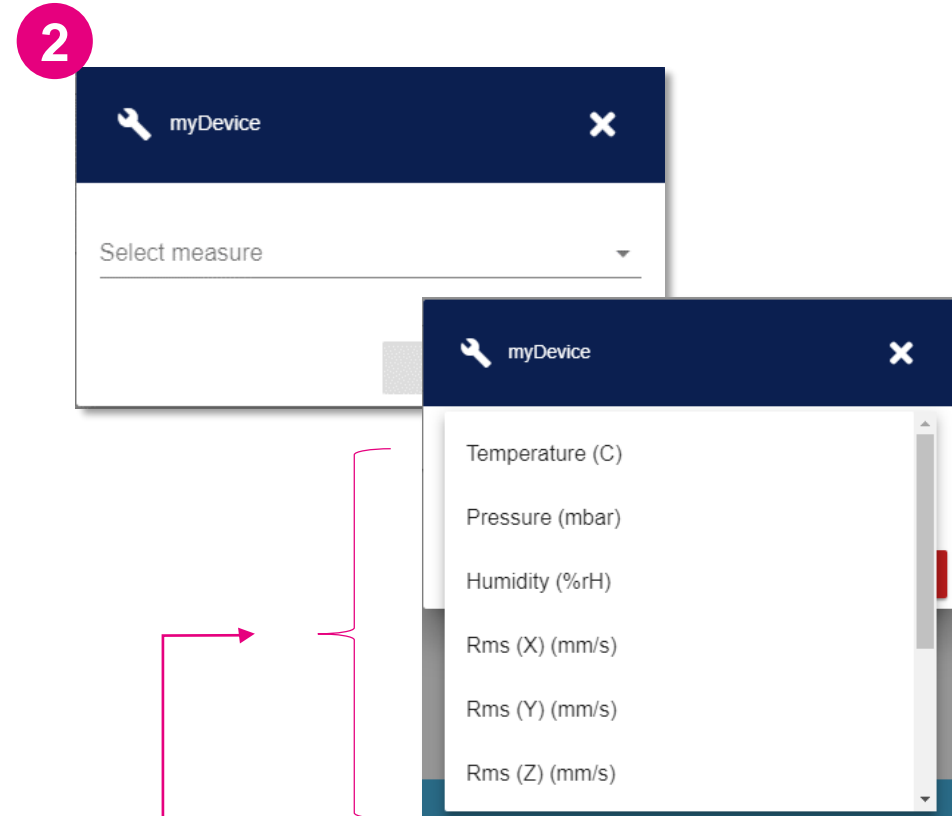 2
myDevice
Select measure
myDevice
Temperature (C)
Pressure (mbar)
Humidity (%rH)
Rms (X) (mm/s)
Rms (Y) (mm/s)
Rms (Z) (mm/s)